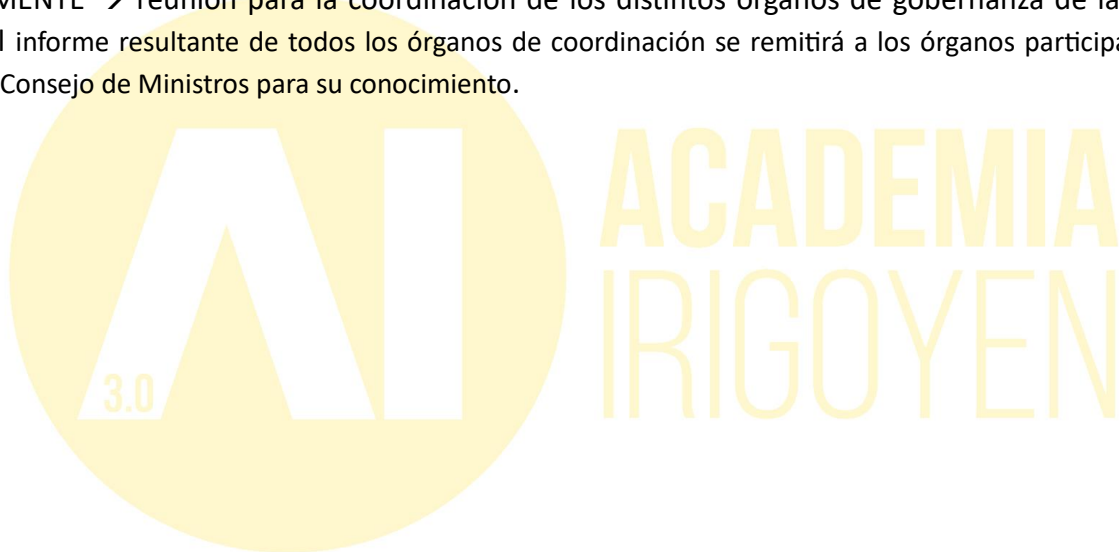 MENTE → reunión para la coordinación de los distintos órganos de gobernanza de la
l informe resultante de todos los órganos de coordinación se remitirá a los órganos particip
Consejo de Ministros para su conocimiento.
AI 3.0
ACADEMIA
IRIGOYEN